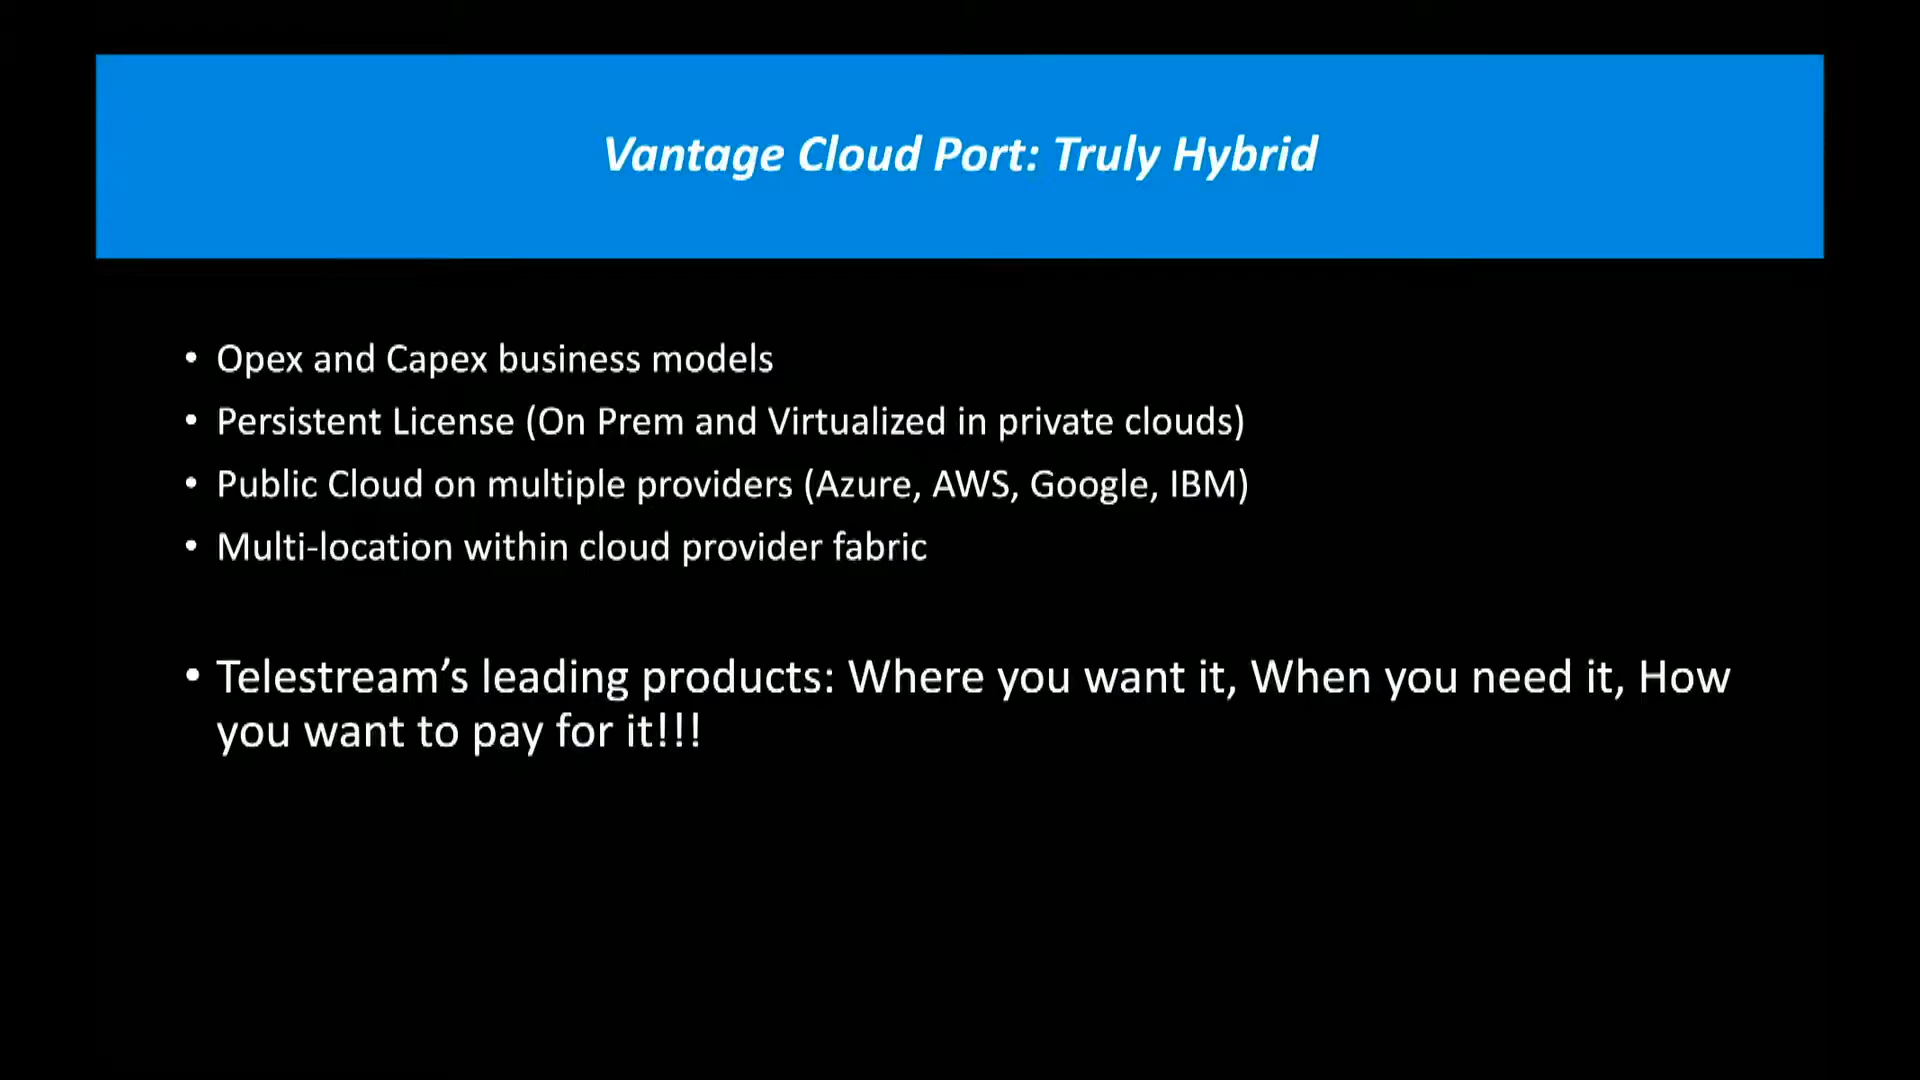 Vantage Cloud Port: Truly Hybrid
• Opex and Capex business models
• Persistent License (On Prem and Virtualized in private clouds)
• Public Cloud on multiple providers (Azure, AWS, Google, IBM)
• Multi-location within cloud provider fabric
• Telestream’s leading products: Where you want it, When you need it, How
you want to pay for it!!!